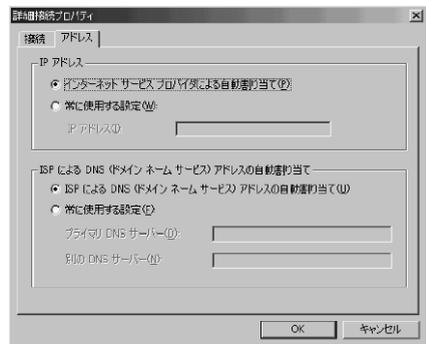 詳細接続プロパティ
接続 アドレス
IP アドレス
インターネット サービス プロバイダによる自動割り当て(P)
常に使用する設定(W):
IP アドレス(I):
ISP による DNS (ドメイン ネーム サービス) アドレスの自動割り当て
ISP による DNS (ドメイン ネーム サービス) アドレスの自動割り当て(U)
常に使用する設定(E):
プライマリ DNS サーバー(D):
別の DNS サーバー(N):
OK キャンセル